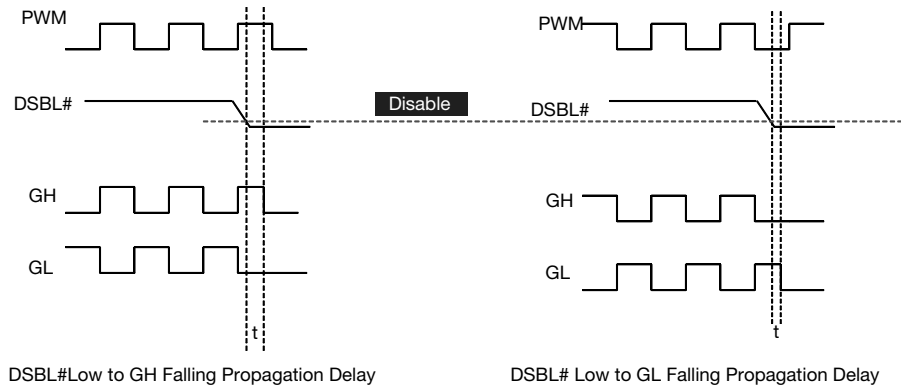 PWM
DSBL#
GH
GL
t
DSBL#Low to GH Falling Propagation Delay
Disable
PWM
DSBL#
GH
GL
t
DSBL# Low to GL Falling Propagation Delay